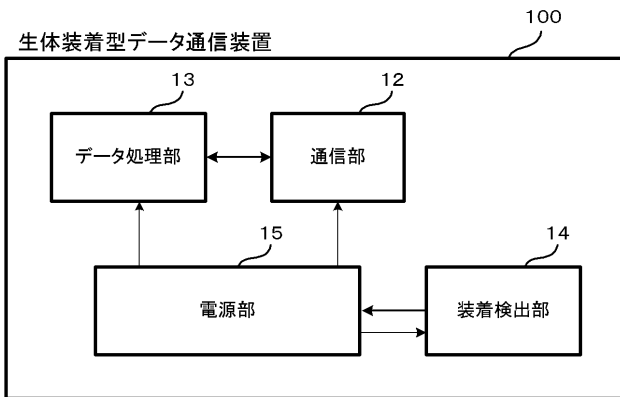 100
生体装着型データ通信装置
13
12
データ処理部
通信部
15
14
電源部
装着検出部